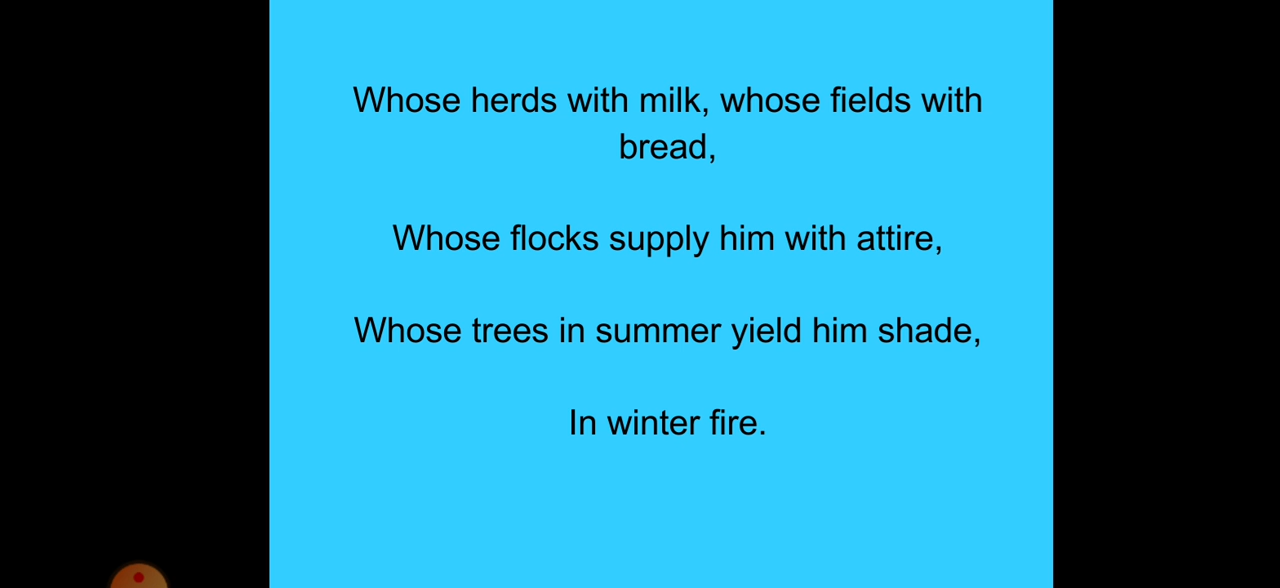 Whose herds with milk, whose fields with
bread,
Whose flocks supply him with attire,
Whose trees in summer yield him shade,
In winter fire.